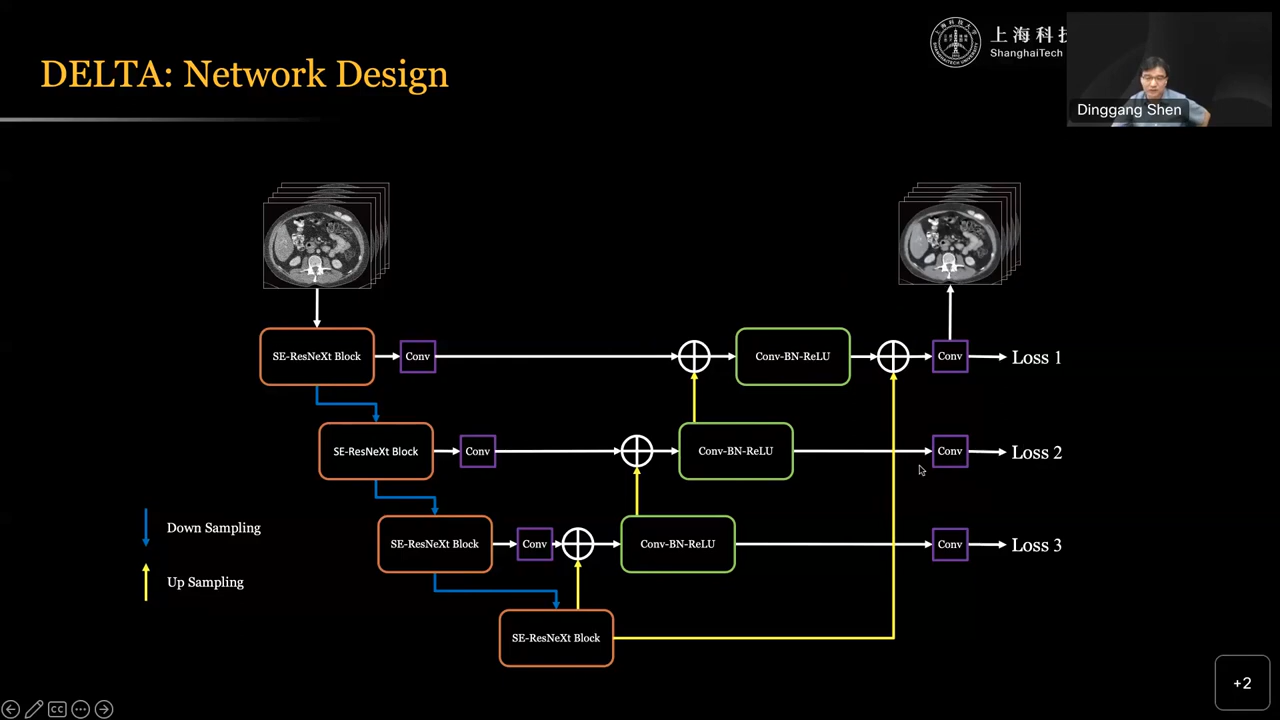 DELTA: Network Design
上海科技
ShanghaiTech
Dinggang Shen
SE-ResNeXt Block
Conv
Conv-BN-ReLU
Conv
Loss 1
SE-ResNeXt Block
Conv
Conv-BN-ReLU
Conv
Loss 2
Down Sampling
SE-ResNeXt Block
Conv
Conv-BN-ReLU
Conv
Loss 3
Up Sampling
SE-ResNeXt Block
+2
CC